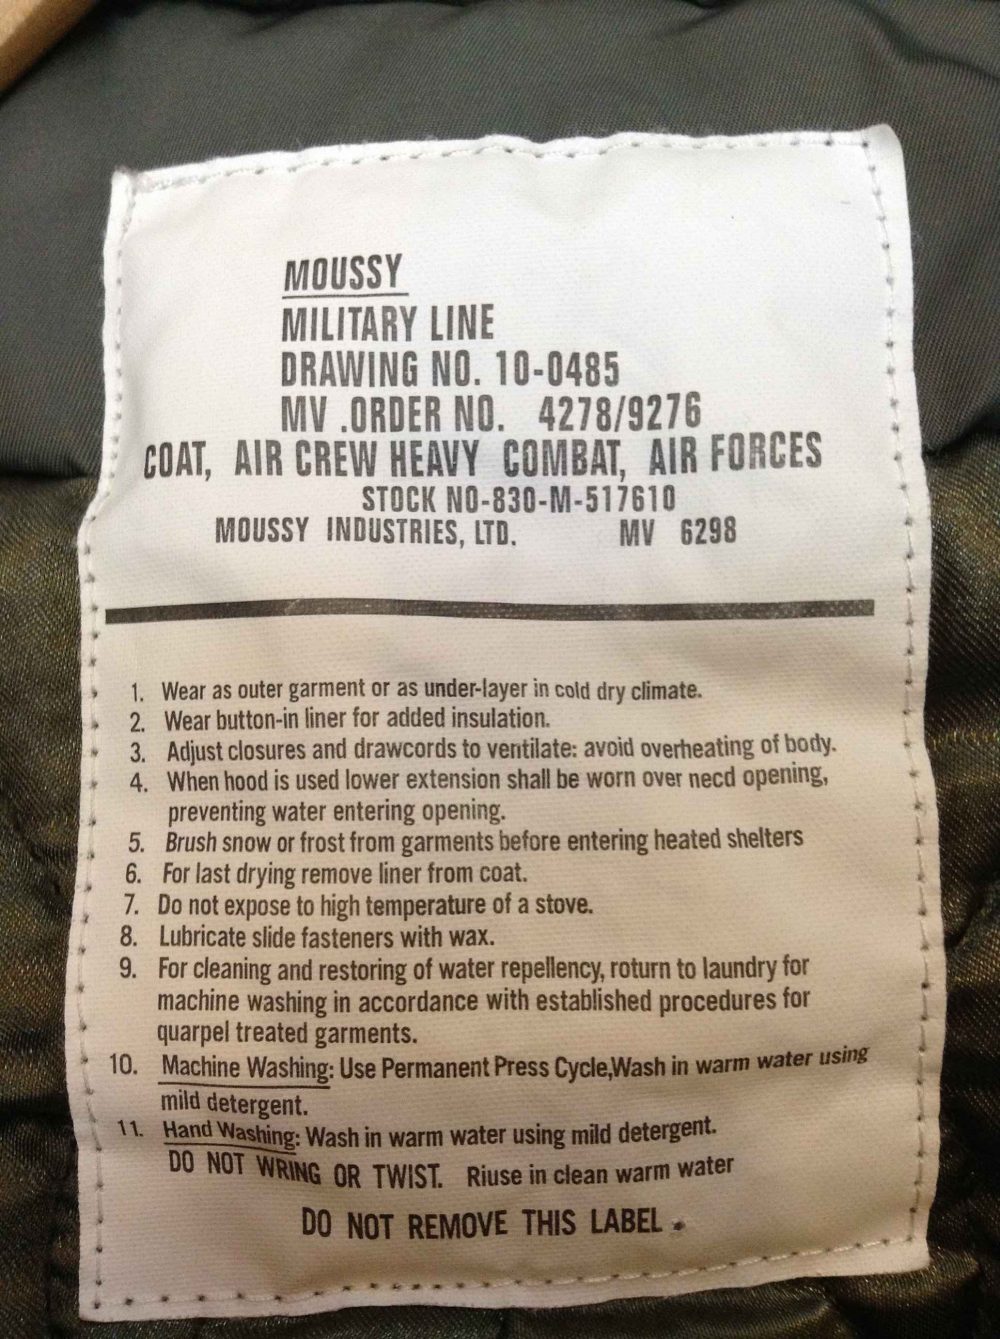 MOUSSY
MILITARY LINE
DRAWING NO. 10-0485
MV .ORDER NO. 4278/9276
COAT, AIR CREW HEAVY COMBAT, AIR FORCES
STOCK NO-830-M-517610
MOUSSY INDUSTRIES, LTD. MV 6298
1. Wear as outer garment or as under-layer in cold dry climate.
2. Wear button-in liner for added insulation.
3. Adjust closures and drawcords to ventilate: avoid overheating of body.
4. When hood is used lower extension shall be worn over necd opening,
preventing water entering opening.
5. Brush snow or frost from garments before entering heated shelters
6. For last drying remove liner from coat.
7. Do not expose to high temperature of a stove.
8. Lubricate slide fasteners with wax.
9. For cleaning and restoring of water repellency, roturn to laundry for
machine washing in accordance with established procedures for
quarpel treated garments.
10. Machine Washing: Use Permanent Press Cycle,Wash in warm water using
mild detergent.
11. Hand Washing: Wash in warm water using mild detergent.
DO NOT WRING OR TWIST. Riuse in clean warm water
DO NOT REMOVE THIS LABEL.